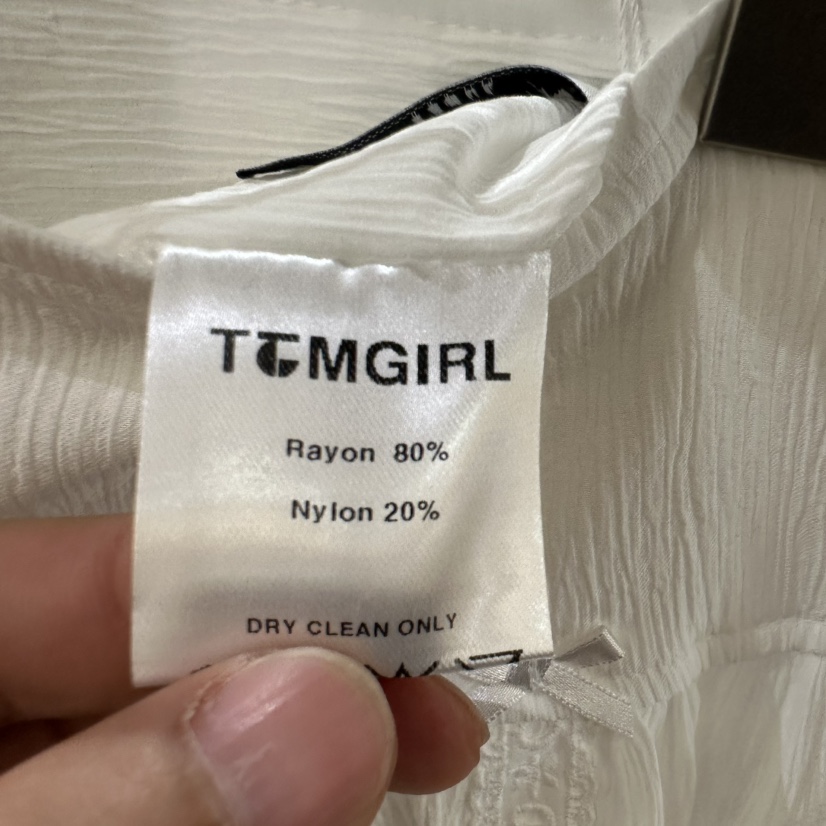 TCMGIRL
Rayon 80%
Nylon 20%
DRY CLEAN ONLY